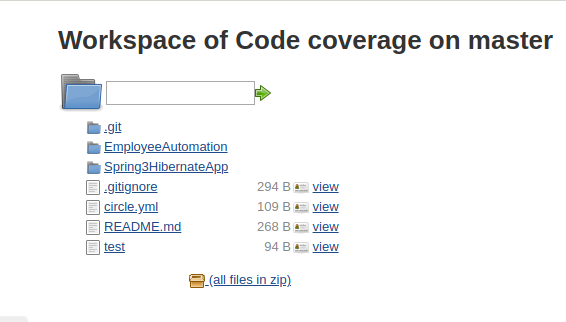 Workspace of Code coverage on master
.git
EmployeeAutomation
Spring3HibernateApp
.gitignore 294 B view
circle.yml 109 B view
README.md 268 B view
test 94 B view
(all files in zip)